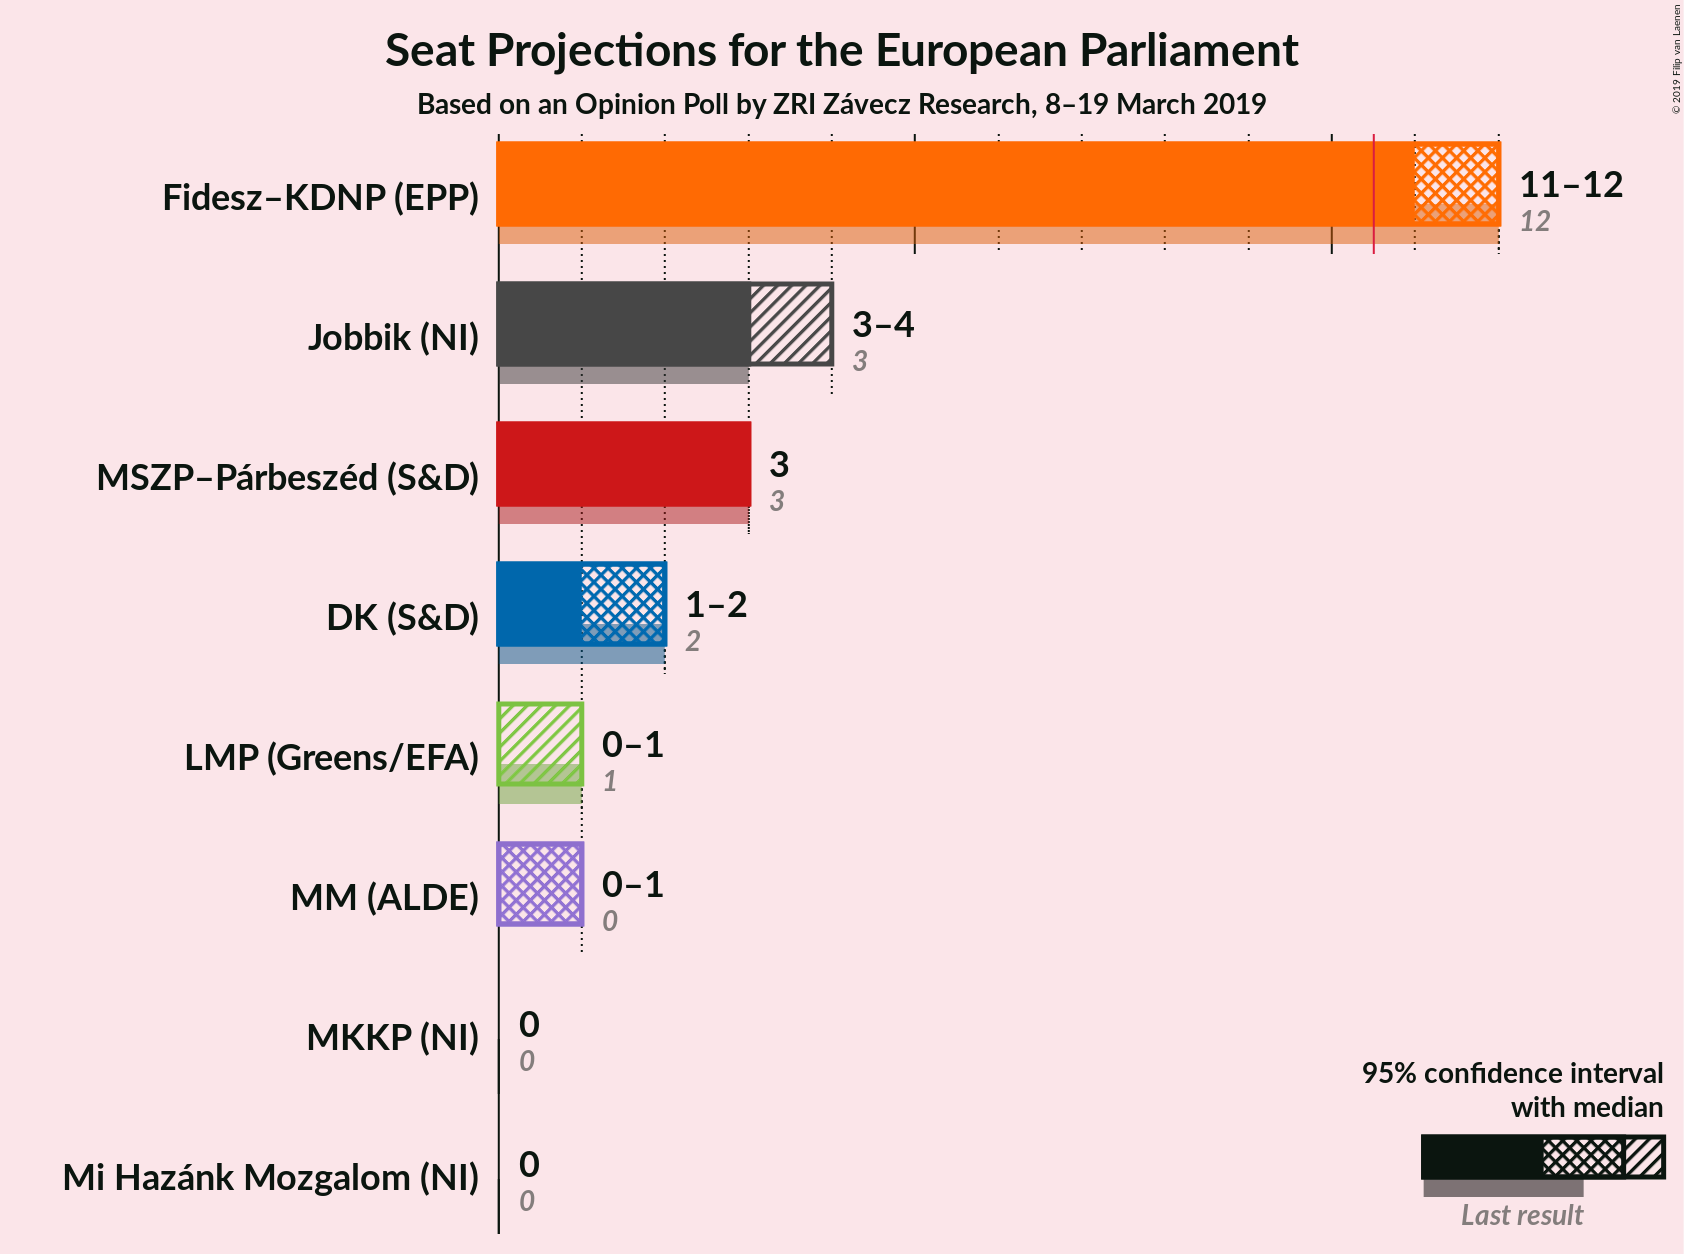 Seat Projections for the European Parliament
Based on an Opinion Poll by ZRI Závecz Research, 8–19 March 2019
© 2019 Filip van Laenen
Fidesz–KDNP (EPP)
11–12
12
Jobbik (NI)
3–4
3
MSZP–Párbeszéd (S&D)
3
3
DK (S&D)
1–2
2
LMP (Greens/EFA)
0–1
1
MM (ALDE)
0–1
0
MKKP (NI)
0
0
Mi Hazánk Mozgalom (NI)
0
0
95% confidence interval
with median
Last result